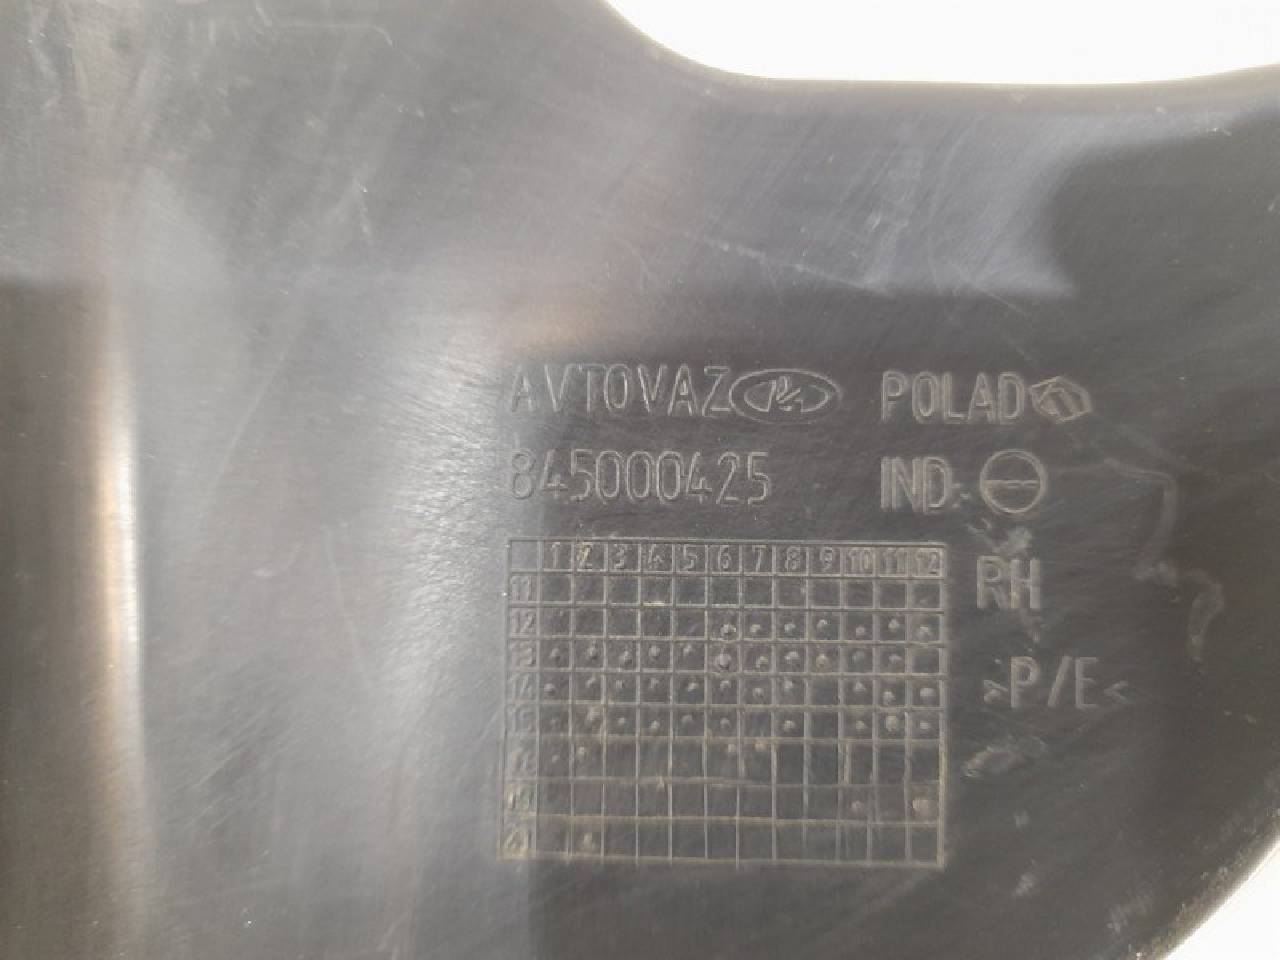 AVTOVAZ POLAD
845000425 IND
RH
>P/E<
1 2 3 4 5 6 7 8 9 10 11 12
11
12
13
14